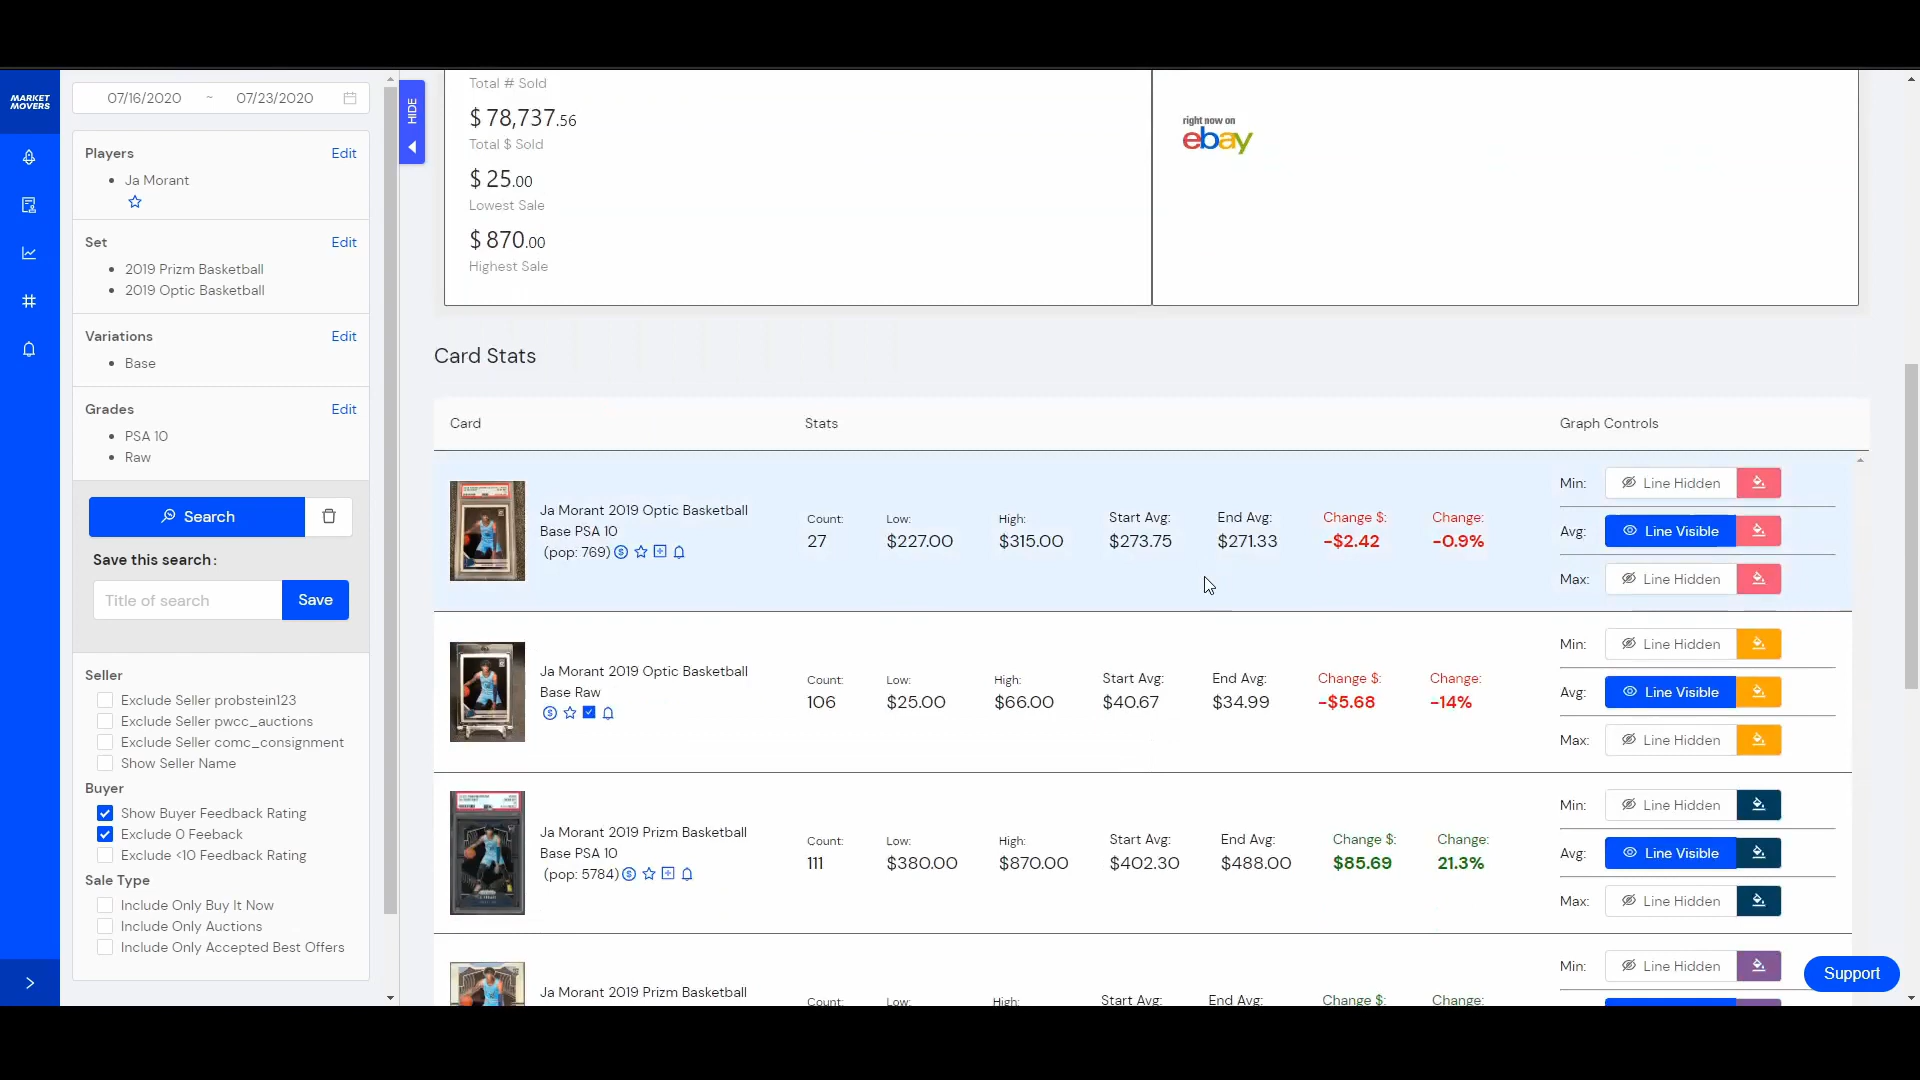 MARKET
MOVERS
07/16/2020 ~ 07/23/2020
Players Edit
Ja Morant
Set Edit
2019 Prizm Basketball
2019 Optic Basketball
Variations Edit
Base
Grades Edit
PSA 10
Raw
Search
Save this search:
Title of search Save
Seller
Exclude Seller probstein123
Exclude Seller pwcc_auctions
Exclude Seller comc_consignment
Show Seller Name
Buyer
Show Buyer Feedback Rating
Exclude 0 Feeback
Exclude <10 Feedback Rating
Sale Type
Include Only Buy It Now
Include Only Auctions
Include Only Accepted Best Offers
HIDE
Total # Sold
$ 78,737.56
Total $ Sold
$ 25.00
Lowest Sale
$ 870.00
Highest Sale
right now on
ebay
Card Stats
Card Stats Graph Controls
Ja Morant 2019 Optic Basketball
Base PSA 10
(pop: 769)
Count: Low: High: Start Avg: End Avg: Change $: Change:
27 $227.00 $315.00 $273.75 $271.33 -$2.42 -0.9%
Min: Line Hidden
Avg: Line Visible
Max: Line Hidden
Ja Morant 2019 Optic Basketball
Base Raw
Count: Low: High: Start Avg: End Avg: Change $: Change:
106 $25.00 $66.00 $40.67 $34.99 -$5.68 -14%
Min: Line Hidden
Avg: Line Visible
Max: Line Hidden
Ja Morant 2019 Prizm Basketball
Base PSA 10
(pop: 5784)
Count: Low: High: Start Avg: End Avg: Change $: Change:
111 $380.00 $870.00 $402.30 $488.00 $85.69 21.3%
Min: Line Hidden
Avg: Line Visible
Max: Line Hidden
Ja Morant 2019 Prizm Basketball
Count: Low: High: Start Avg: End Avg: Change $: Change:
Min: Line Hidden
Support